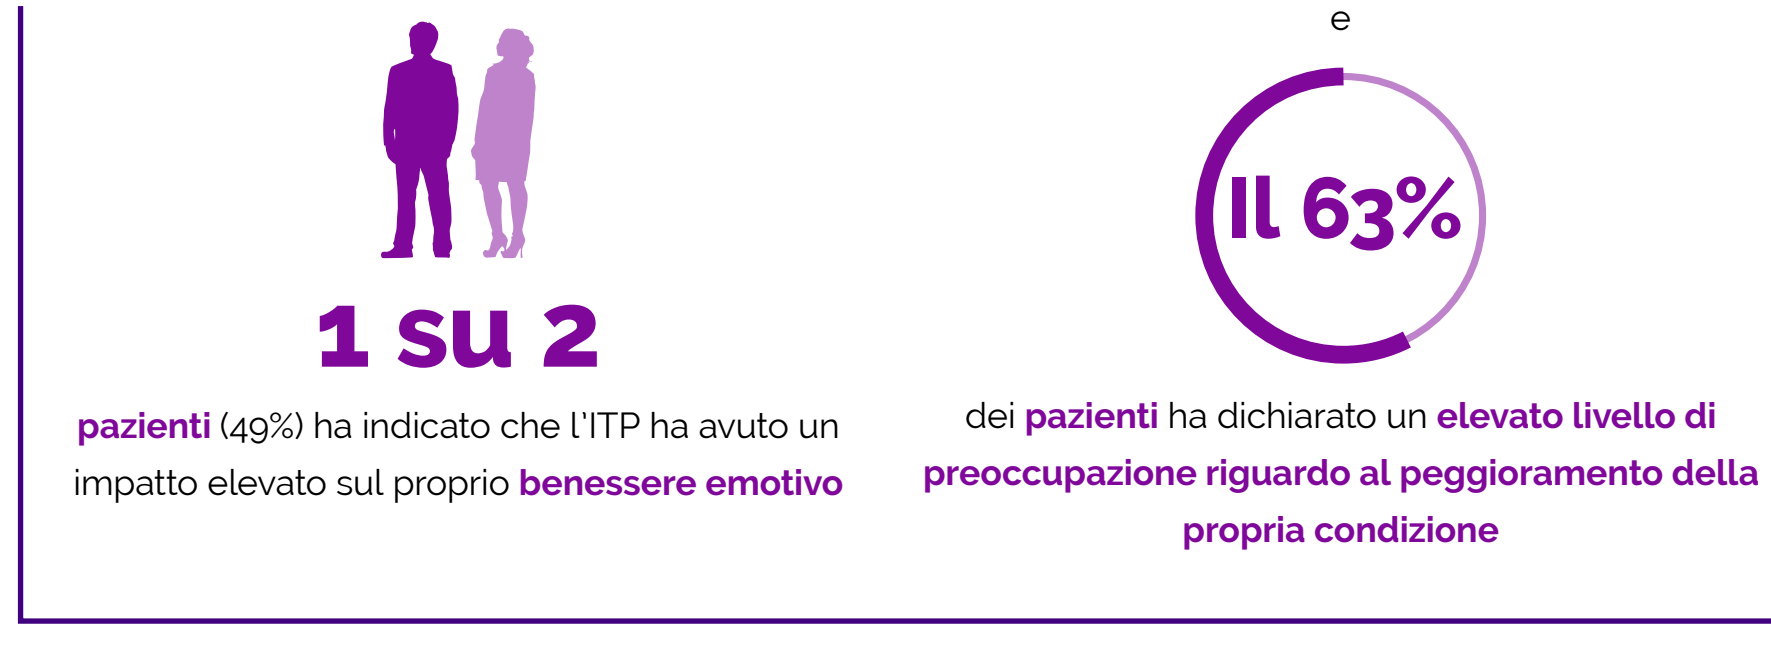 1 su 2
pazienti (49%) ha indicato che l'ITP ha avuto un
impatto elevato sul proprio benessere emotivo
e
Il 63%
dei pazienti ha dichiarato un elevato livello di
preoccupazione riguardo al peggioramento della
propria condizione